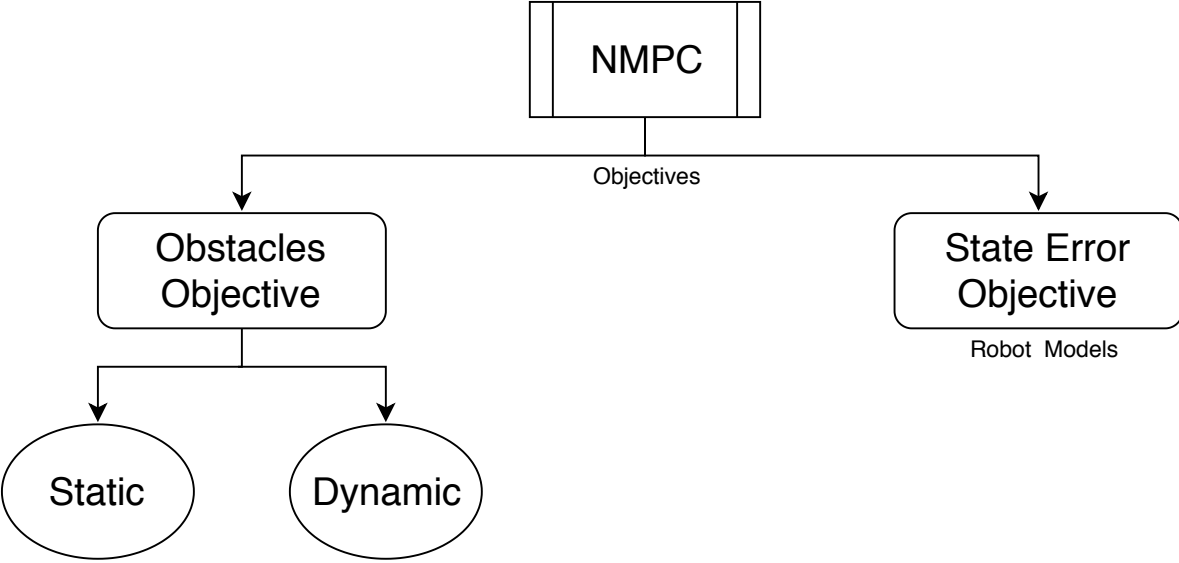 NMPC
Objectives
Obstacles
Objective
State Error
Objective
Robot Models
Static
Dynamic